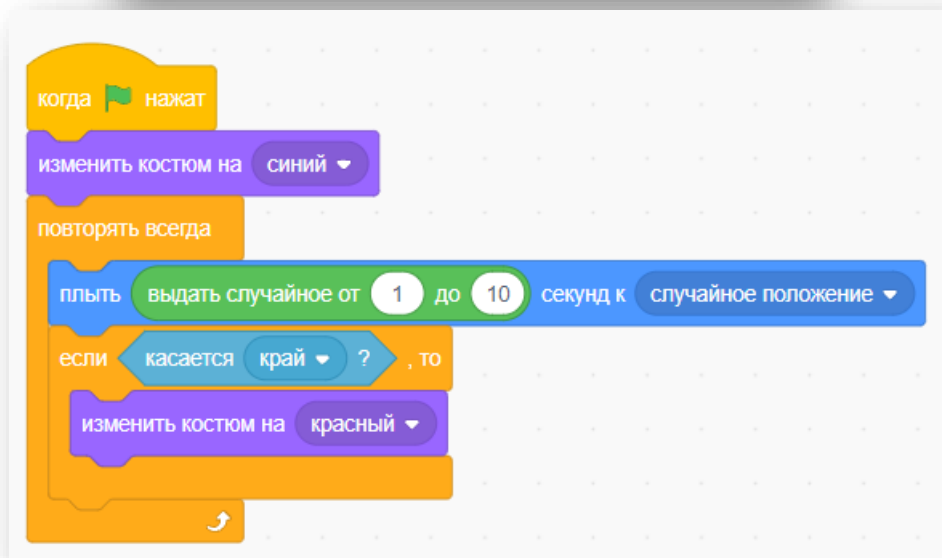 когда нажат
изменить костюм на синий
повторять всегда
плыть выдать случайное от 1 до 10 секунд к случайное положение
если касается край ? , то
изменить костюм на красный